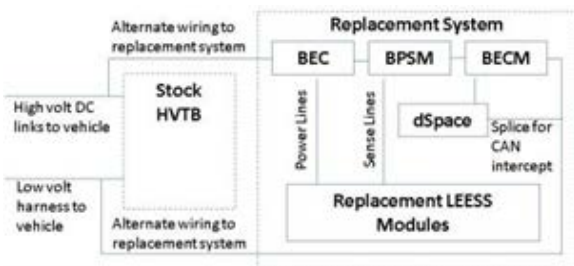 Replacement System
Alternate wiring to
replacement system
BEC
BPSM
BECM
Stock
HVTB
High volt DC
links to vehicle
Power Lines
Sense Lines
dSpace
Splice for
CAN
intercept
Low volt
harness to
vehicle
Replacement LEESS
Modules
Alternate wiring to
replacement system